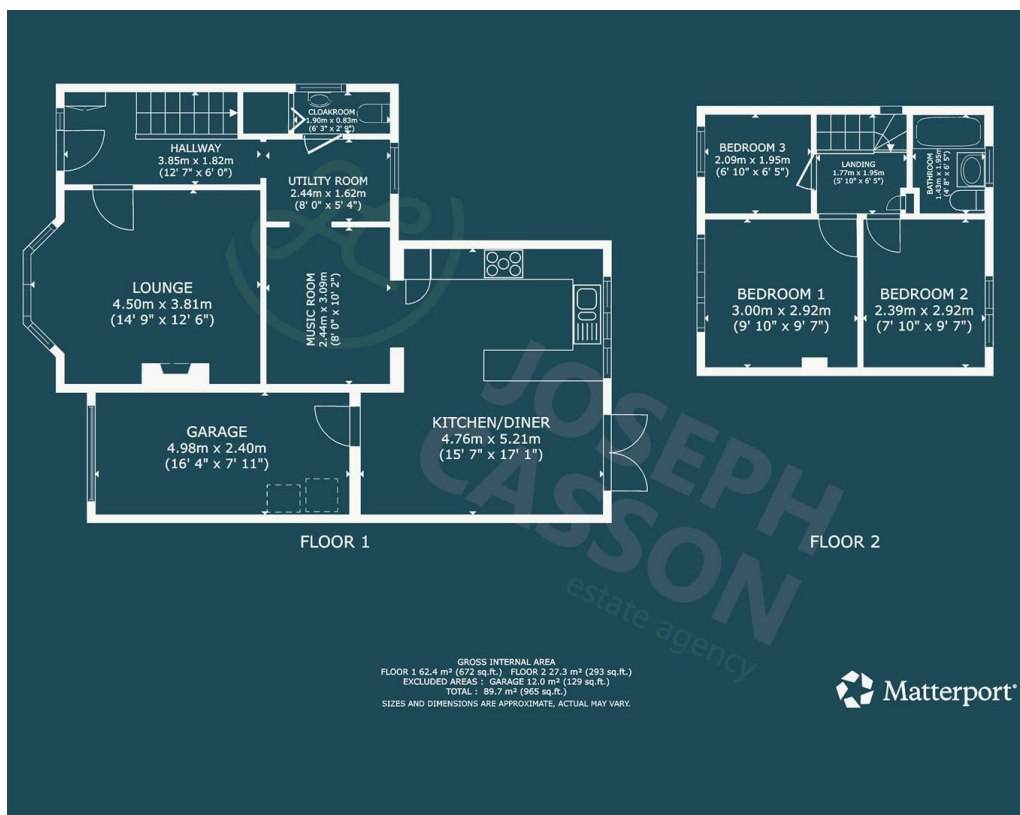 CLOAKROOM
1.90m x 0.83m
(6' 3" x 2' 9")
HALLWAY
3.85m x 1.82m
(12' 7" x 6' 0")
UTILITY ROOM
2.44m x 1.62m
(8' 0" x 5' 4")
LOUNGE
4.50m x 3.81m
(14' 9" x 12' 6")
MUSIC ROOM
2.44m x 3.09m
(8' 0" x 10' 2")
GARAGE
4.98m x 2.40m
(16' 4" x 7' 11")
KITCHEN/DINER
4.76m x 5.21m
(15' 7" x 17' 1")
FLOOR 1
BEDROOM 3
2.09m x 1.95m
(6' 10" x 6' 5")
LANDING
1.77m x 1.95m
(5' 10" x 6' 5")
BATHROOM
1.43m x 1.95m
(4' 8" x 6' 5")
BEDROOM 1
3.00m x 2.92m
(9' 10" x 9' 7")
BEDROOM 2
2.39m x 2.92m
(7' 10" x 9' 7")
FLOOR 2
JOSEPH
CASSON
estate agency
GROSS INTERNAL AREA
FLOOR 1 62.4 m² (672 sq.ft.) FLOOR 2 27.3 m² (293 sq.ft.)
EXCLUDED AREAS : GARAGE 12.0 m² (129 sq.ft.)
TOTAL : 89.7 m² (965 sq.ft.)
SIZES AND DIMENSIONS ARE APPROXIMATE, ACTUAL MAY VARY.
Matterport